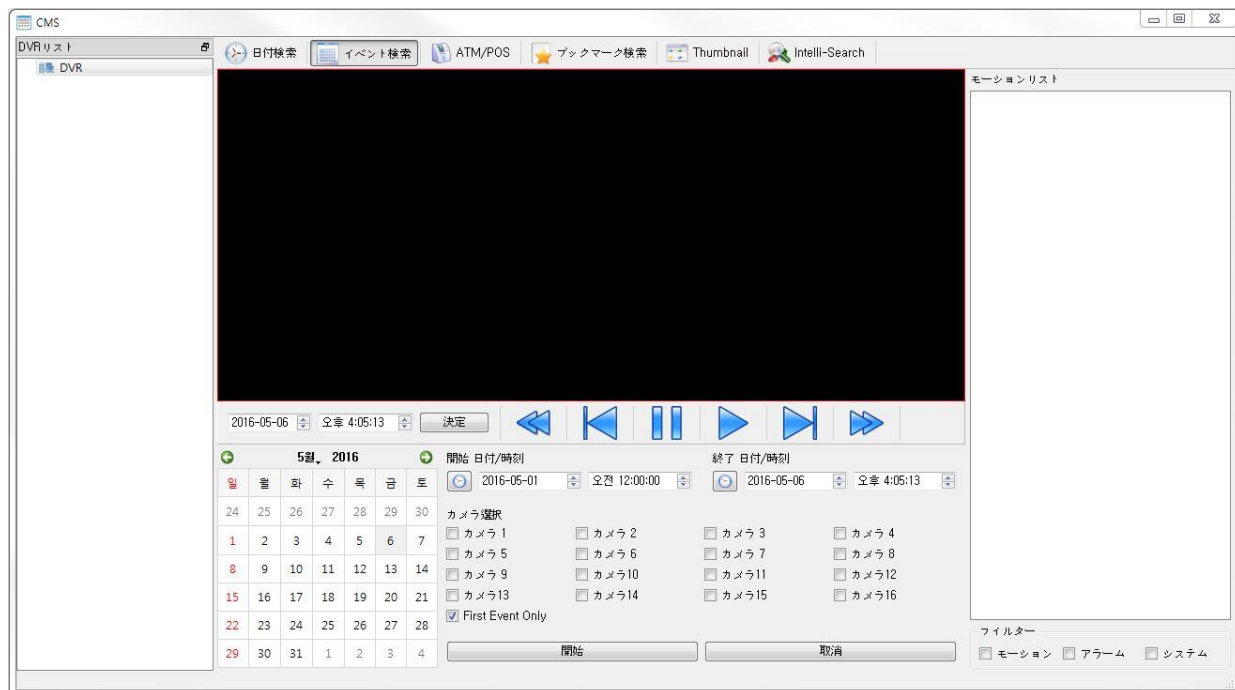 CMS
DVRリスト
DVR
日付検索 イベント検索 ATM/POS ブックマーク検索 Thumbnail Intelli-Search
モーションリスト
2016-05-06 오후 4:05:13 決定
5월, 2016
일 월 화 수 목 금 토
24 25 26 27 28 29 30
1 2 3 4 5 6 7
8 9 10 11 12 13 14
15 16 17 18 19 20 21
22 23 24 25 26 27 28
29 30 31 1 2 3 4
開始 日付/時刻 終了 日付/時刻
2016-05-01 오전 12:00:00 2016-05-06 오후 4:05:13
カメラ選択
カメラ 1 カメラ 2 カメラ 3 カメラ 4
カメラ 5 カメラ 6 カメラ 7 カメラ 8
カメラ 9 カメラ10 カメラ11 カメラ12
カメラ13 カメラ14 カメラ15 カメラ16
First Event Only
開始 取消
フィルター
モーション アラーム システム